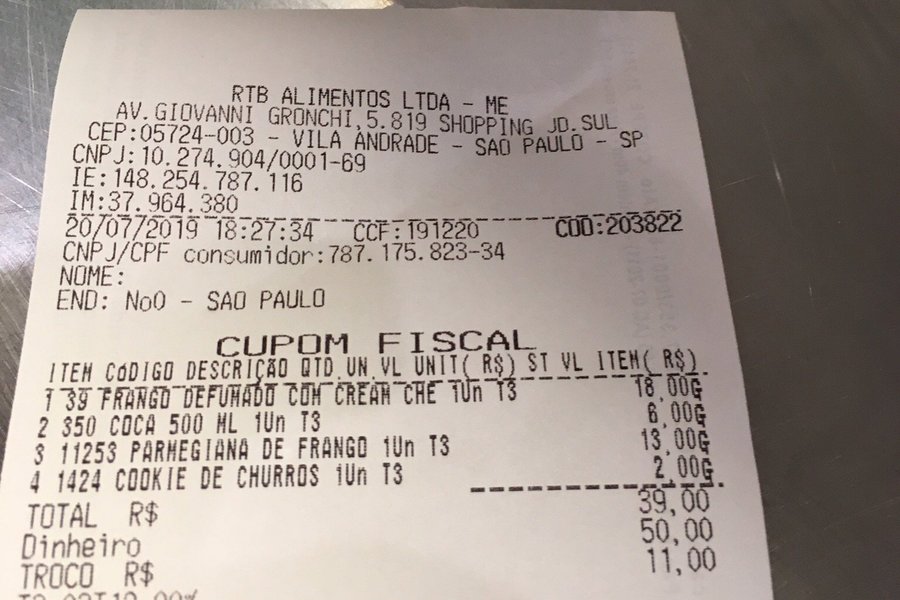 RTB ALIMENTOS LTDA - ME
AV.GIOVANNI GRONCHI,5.819 SHOPPING JD.SUL
CEP:05724-003 - VILA ANDRADE - SAO PAULO - SP
CNPJ:10.274.904/0001-69
IE:148.254.787.116
IM:37.964.380
20/07/2019 18:27:34 CCF:191220 COO:203822
CNPJ/CPF consumidor:787.175.823-34
NOME:
END: No0 - SAO PAULO
CUPOM FISCAL
ITEM CóDIGO DESCRIÇÃO QTD.UN.VL UNIT( R$) ST VL ITEM( R$)
1 39 FRANGO DEFUMADO COM CREAM CHE 1Un T3 18,00G
2 350 COCA 500 ML 1Un T3 6,00G
3 11253 PARMEGIANA DE FRANGO 1Un T3 13,00G
4 1424 COOKIE DE CHURROS 1Un T3 2,00G
TOTAL R$ 39,00
Dinheiro 50,00
TROCO R$ 11,00